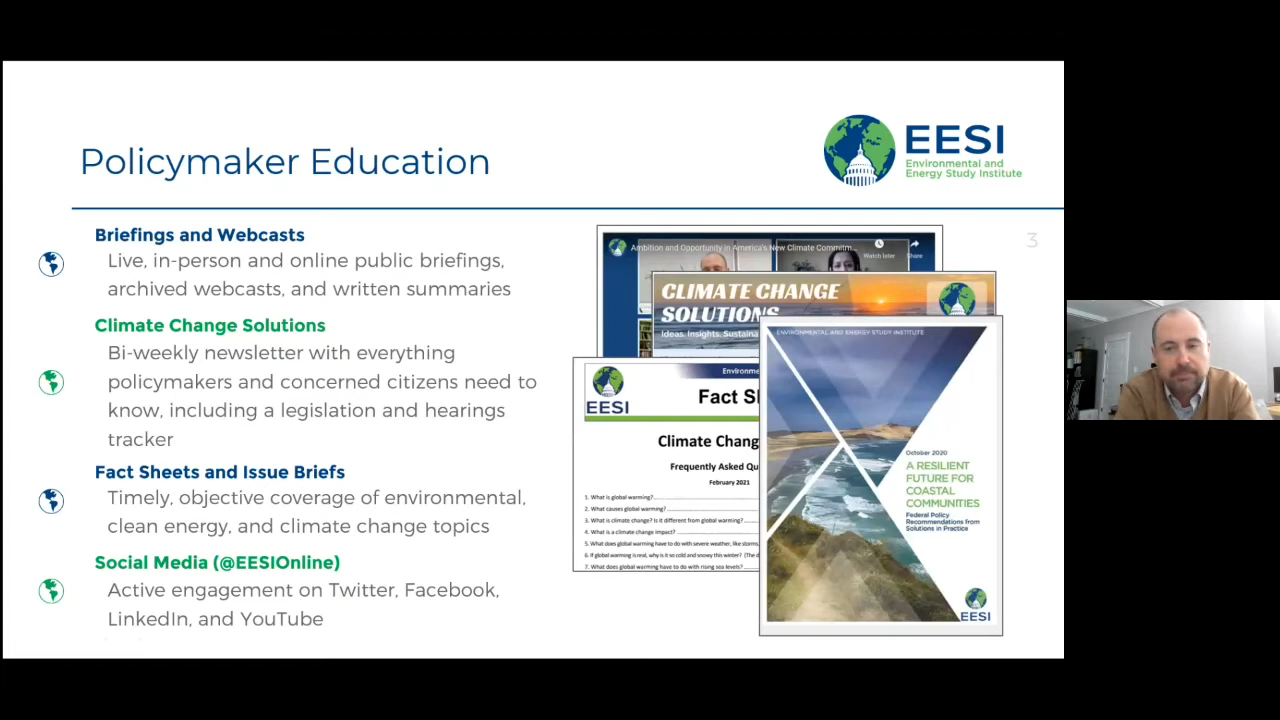 Policymaker Education
EESI
Environmental and
Energy Study Institute
3
Briefings and Webcasts
Live, in-person and online public briefings,
archived webcasts, and written summaries
Climate Change Solutions
Bi-weekly newsletter with everything
policymakers and concerned citizens need to
know, including a legislation and hearings
tracker
Fact Sheets and Issue Briefs
Timely, objective coverage of environmental,
clean energy, and climate change topics
Social Media (@EESIOnline)
Active engagement on Twitter, Facebook,
LinkedIn, and YouTube
Ambition and Opportunity in America's New Climate Commitm...
Watch later
Share
CLIMATE CHANGE
SOLUTIONS
Ideas. Insights.
EESI
Fact
Climate
Frequently Asked
February 2021
1. What is global warming?
2. What causes global warming?
3. What is climate change? Is it different from global warming?
4. What is a climate change impact?
5. What does global warming have to do with severe weather, like storms,
6. If global warming is real, why is it so cold and snowy this winter? (The
7. What does global warming have to do with rising sea levels?
ENVIRONMENTAL AND ENERGY STUDY INSTITUTE
October 2020
A RESILIENT
FUTURE FOR
COASTAL
COMMUNITIES
Federal Policy
Recommendations from
Solutions in Practice
EESI